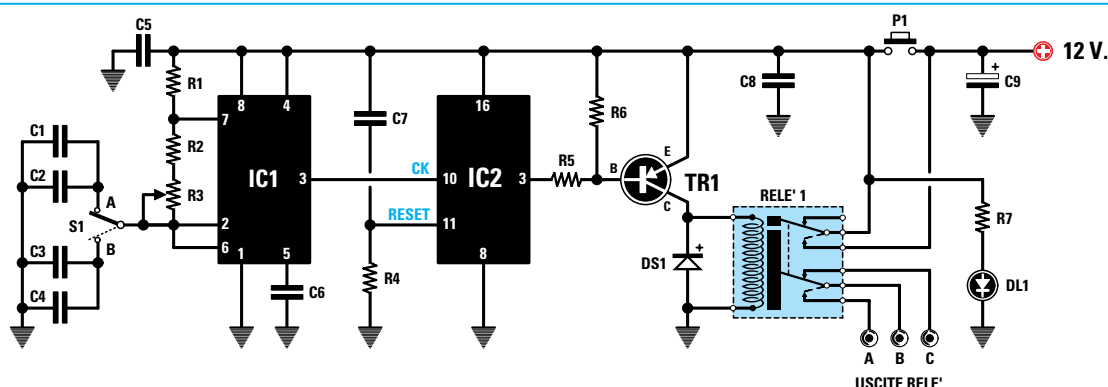 C5
P1
12 V.
+
C8
C9
R1
8
4
7
C7
16
R6
C1
C2
A
S1
B
C3
C4
R2
R3
IC1
3
CK
10
IC2
3
R5
B
E
C
TR1
RELE' 1
2
6
RESET
11
1
5
C6
R4
8
DS1
+
R7
DL1
A
B
C
USCITE RELE'